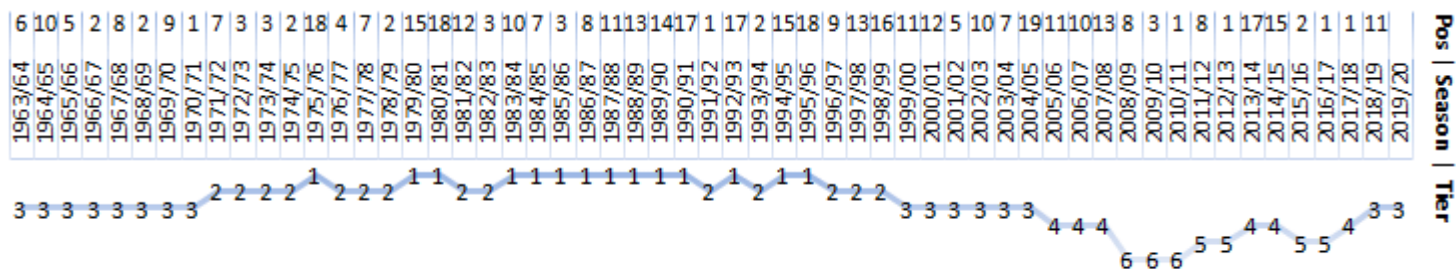 6 10 5 2 8 2 9 1 7 3 3 2 18 4 7 2 15 18 12 3 10 7 3 8 11 13 14 17 1 17 2 15 18 9 13 16 11 12 5 10 7 19 11 10 13 8 3 1 8 1 17 15 2 1 1 11
1963/64 1964/65 1965/66 1966/67 1967/68 1968/69 1969/70 1970/71 1971/72 1972/73 1973/74 1974/75 1975/76 1976/77 1977/78 1978/79 1979/80 1980/81 1981/82 1982/83 1983/84 1984/85 1985/86 1986/87 1987/88 1988/89 1989/90 1990/91 1991/92 1992/93 1993/94 1994/95 1995/96 1996/97 1997/98 1998/99 1999/00 2000/01 2001/02 2002/03 2003/04 2004/05 2005/06 2006/07 2007/08 2008/09 2009/10 2010/11 2011/12 2012/13 2013/14 2014/15 2015/16 2016/17 2017/18 2018/19 2019/20
3 3 3 3 3 3 3 3 2 2 2 2 1 2 2 2 1 1 2 2 1 1 1 1 1 1 1 1 2 1 2 1 1 2 2 2 3 3 3 3 3 3 4 4 4 6 6 6 5 5 4 4 5 5 4 3 3
Pos | Season | Tier